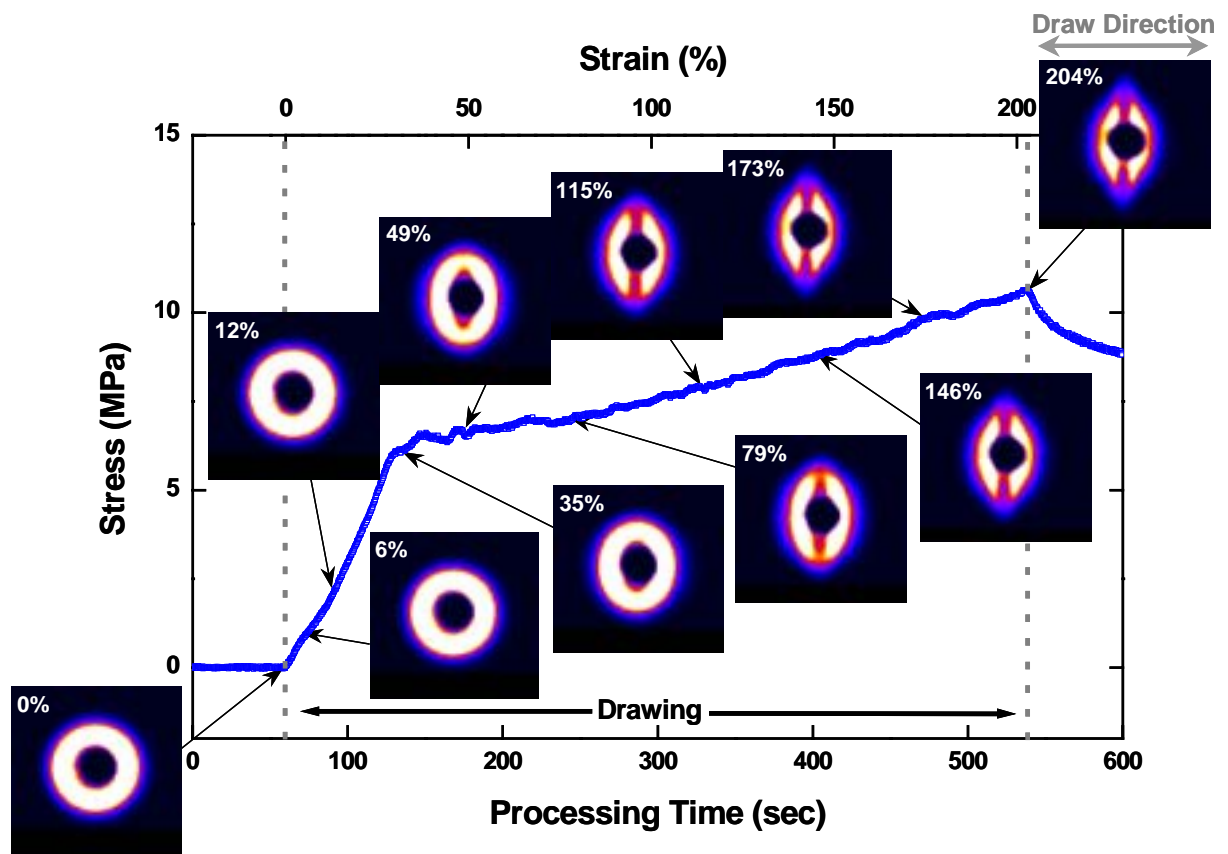 Draw Direction
Strain (%)
0 50 100 150 200
204%
173%
115%
49%
12%
146%
79%
35%
6%
0%
15
10
5
0
Stress (MPa)
Drawing
0 100 200 300 400 500 600
Processing Time (sec)